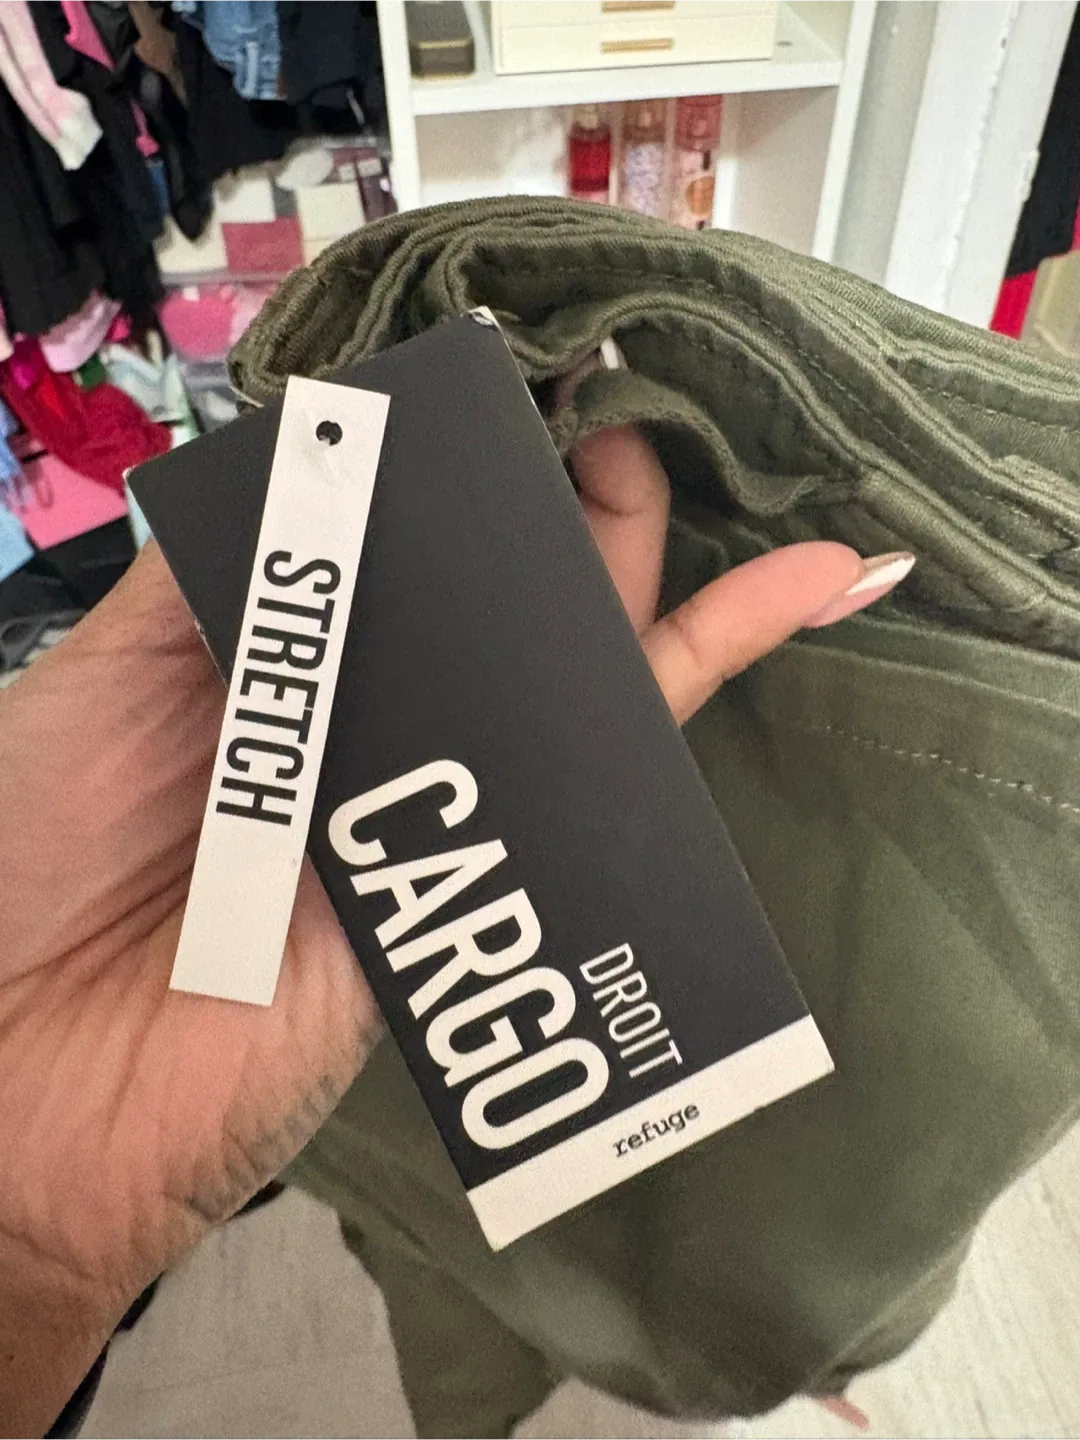 STRETCH
CARGO
DROIT
refuge